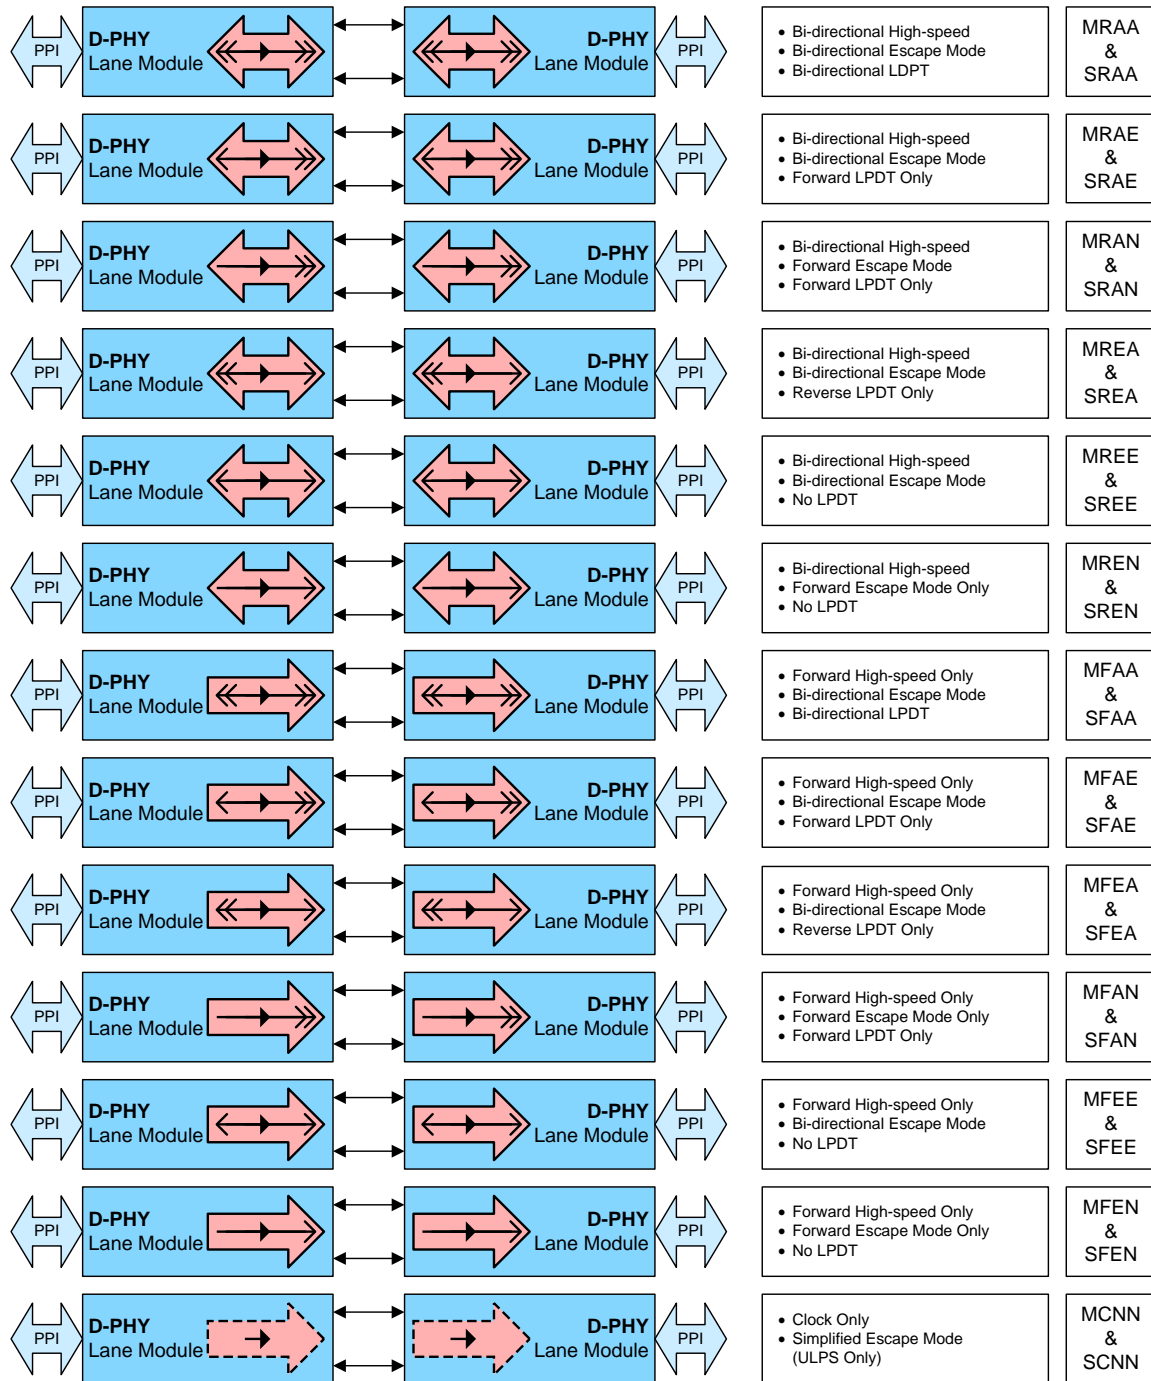 PPI D-PHY Lane Module D-PHY Lane Module PPI
• Bi-directional High-speed
• Bi-directional Escape Mode
• Bi-directional LDPT
MRAA
&
SRAA
PPI D-PHY Lane Module D-PHY Lane Module PPI
• Bi-directional High-speed
• Bi-directional Escape Mode
• Forward LPDT Only
MRAE
&
SRAE
PPI D-PHY Lane Module D-PHY Lane Module PPI
• Bi-directional High-speed
• Forward Escape Mode
• Forward LPDT Only
MRAN
&
SRAN
PPI D-PHY Lane Module D-PHY Lane Module PPI
• Bi-directional High-speed
• Bi-directional Escape Mode
• Reverse LPDT Only
MREA
&
SREA
PPI D-PHY Lane Module D-PHY Lane Module PPI
• Bi-directional High-speed
• Bi-directional Escape Mode
• No LPDT
MREE
&
SREE
PPI D-PHY Lane Module D-PHY Lane Module PPI
• Bi-directional High-speed
• Forward Escape Mode Only
• No LPDT
MREN
&
SREN
PPI D-PHY Lane Module D-PHY Lane Module PPI
• Forward High-speed Only
• Bi-directional Escape Mode
• Bi-directional LPDT
MFAA
&
SFAA
PPI D-PHY Lane Module D-PHY Lane Module PPI
• Forward High-speed Only
• Bi-directional Escape Mode
• Forward LPDT Only
MFAE
&
SFAE
PPI D-PHY Lane Module D-PHY Lane Module PPI
• Forward High-speed Only
• Bi-directional Escape Mode
• Reverse LPDT Only
MFEA
&
SFEA
PPI D-PHY Lane Module D-PHY Lane Module PPI
• Forward High-speed Only
• Forward Escape Mode Only
• Forward LPDT Only
MFAN
&
SFAN
PPI D-PHY Lane Module D-PHY Lane Module PPI
• Forward High-speed Only
• Bi-directional Escape Mode
• No LPDT
MFEE
&
SFEE
PPI D-PHY Lane Module D-PHY Lane Module PPI
• Forward High-speed Only
• Forward Escape Mode Only
• No LPDT
MFEN
&
SFEN
PPI D-PHY Lane Module D-PHY Lane Module PPI
• Clock Only
• Simplified Escape Mode
(ULPS Only)
MCNN
&
SCNN